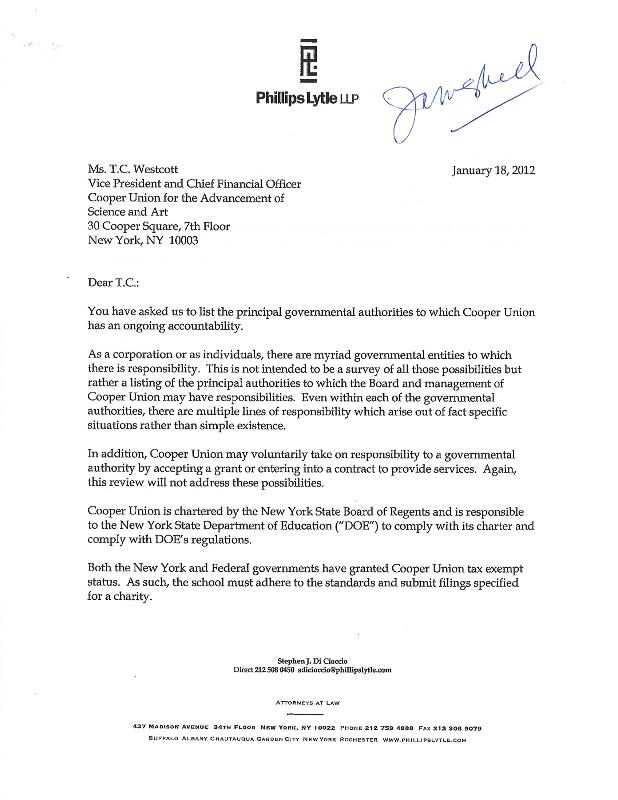 Phillips Lytle LLP
Ms. T.C. Westcott
January 18, 2012
Vice President and Chief Financial Officer
Cooper Union for the Advancement of
Science and Art
30 Cooper Square, 7th Floor
New York, NY 10003
Dear T.C.:
You have asked us to list the principal governmental authorities to which Cooper Union
has an ongoing accountability.
As a corporation or as individuals, there are myriad governmental entities to which
there is responsibility. This is not intended to be a survey of all those possibilities but
rather a listing of the principal authorities to which the Board and management of
Cooper Union may have responsibilities. Even within each of the governmental
authorities, there are multiple lines of responsibility which arise out of fact specific
situations rather than simple existence.
In addition, Cooper Union may voluntarily take on responsibility to a governmental
authority by accepting a grant or entering into a contract to provide services. Again,
this review will not address these possibilities.
Cooper Union is chartered by the New York State Board of Regents and is responsible
to the New York State Department of Education ("DOE") to comply with its charter and
comply with DOE's regulations.
Both the New York and Federal governments have granted Cooper Union tax exempt
status. As such, the school must adhere to the standards and submit filings specified
for a charity.
Stephen J. Di Cioccio
Direct 212 508 0450 sdicioccio@phillipslytle.com
ATTORNEYS AT LAW
437 MADISON AVENUE 34TH FLOOR NEW YORK, NY 10022 PHONE 212 759 4888 FAX 212 308 9079
BUFFALO ALBANY CHAUTAUQUA GARDEN CITY NEW YORK ROCHESTER WWW.PHILLIPSLYTLE.COM